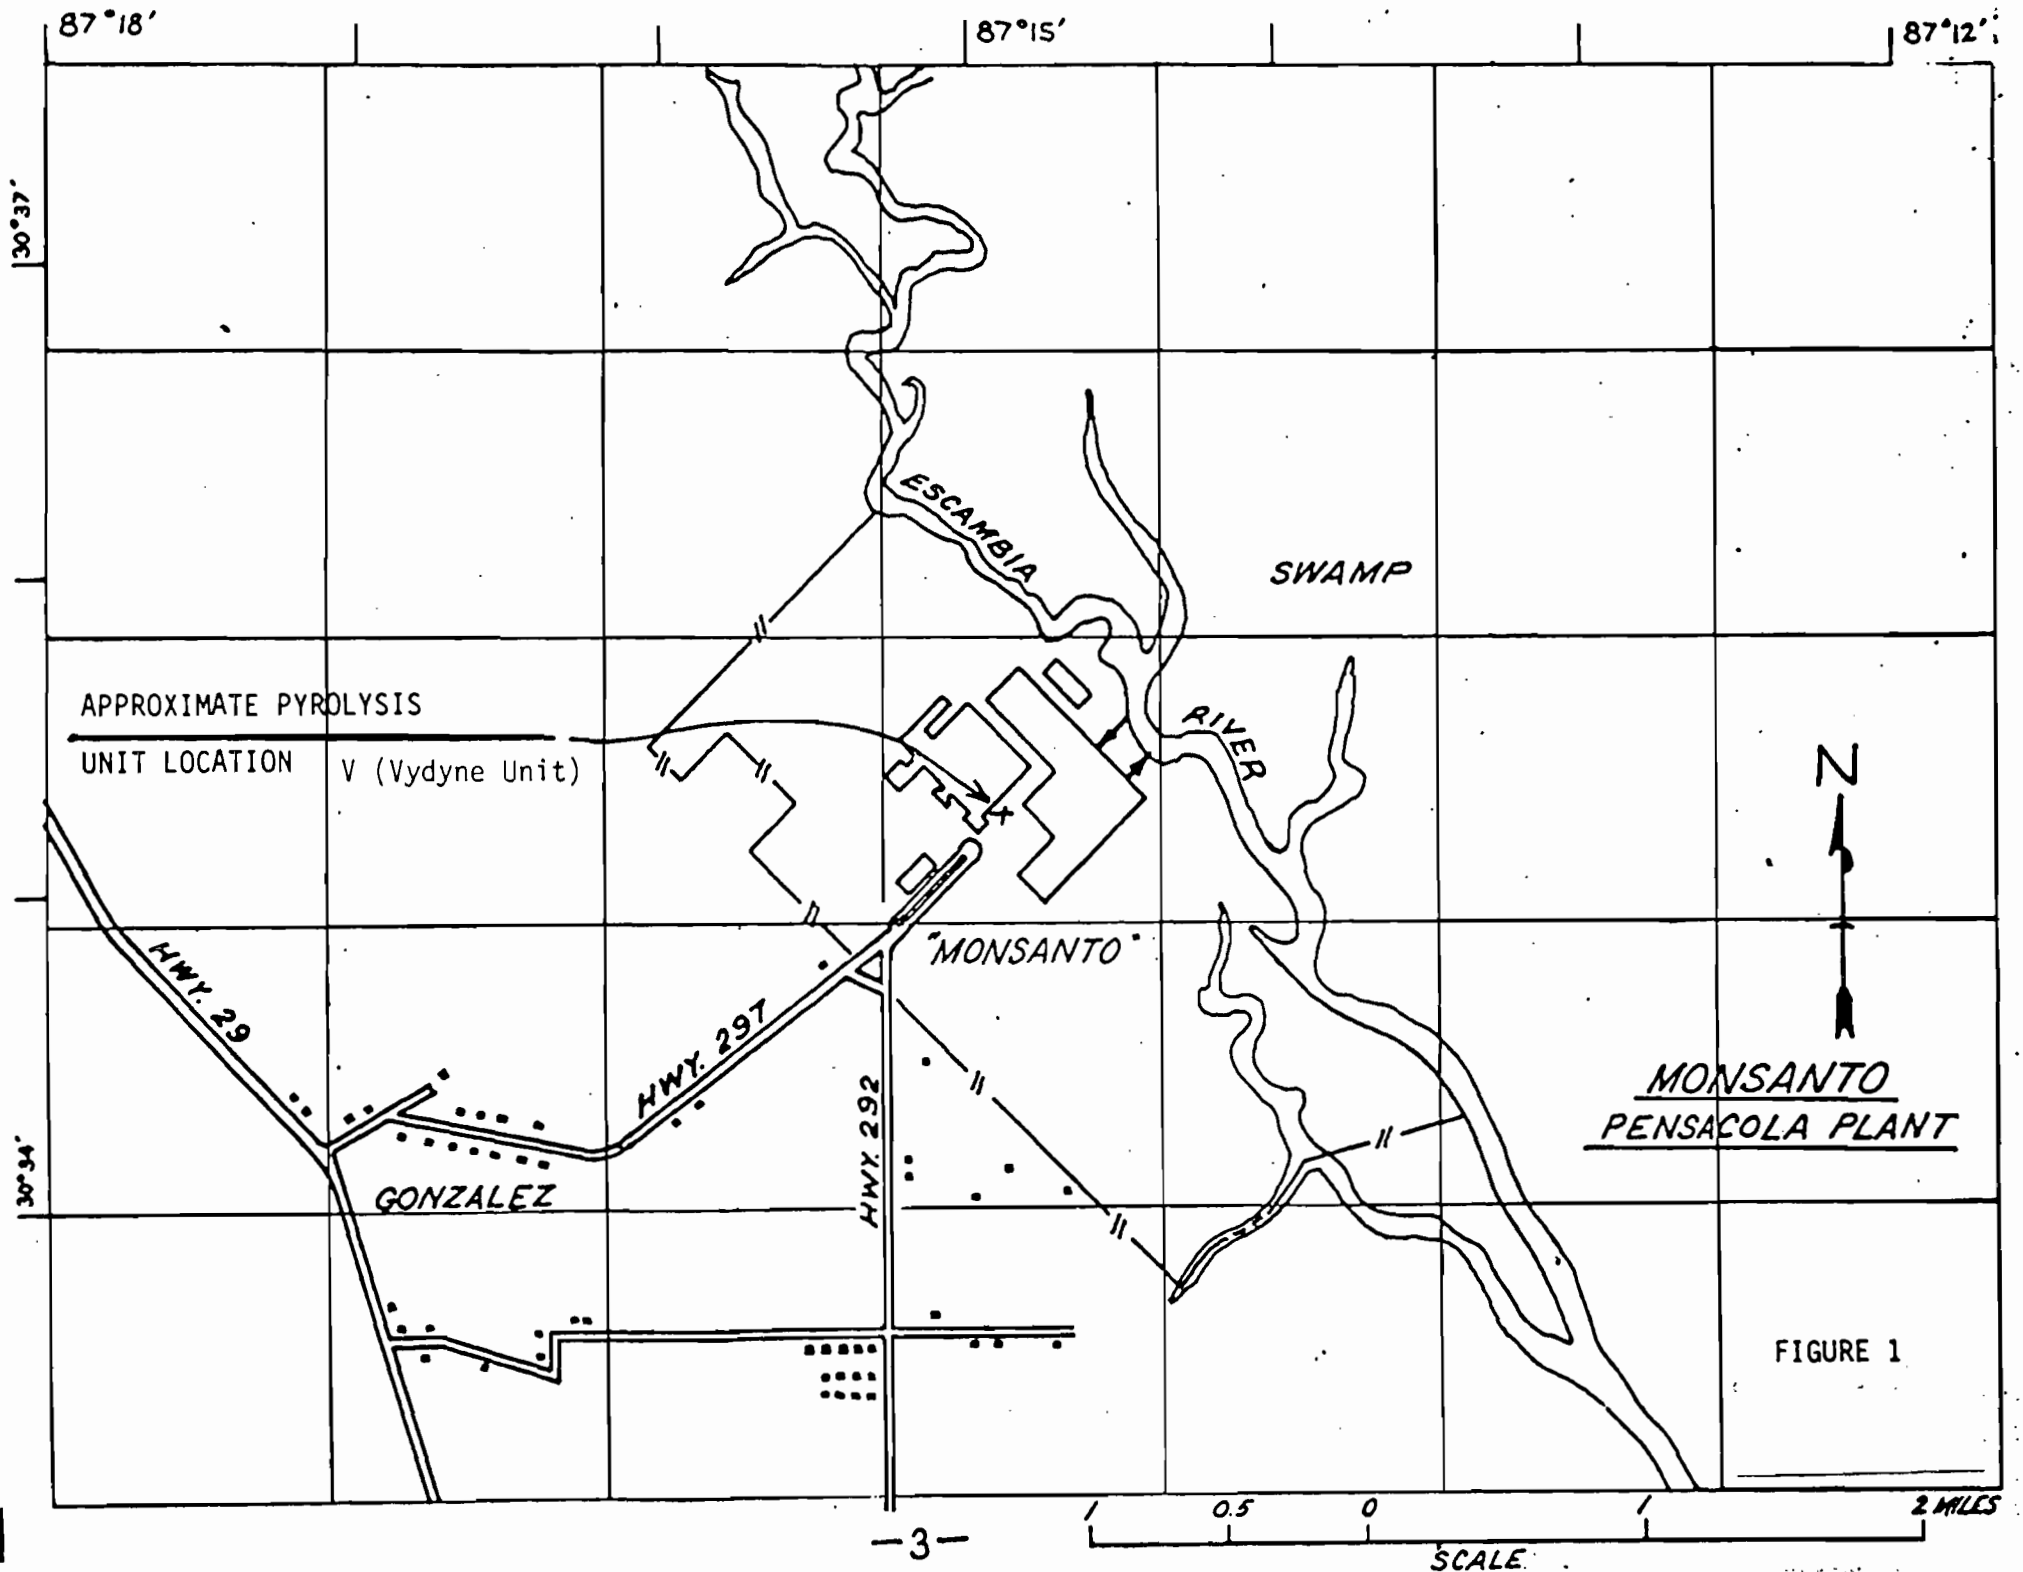 87°18'
87°15'
87°12'
30°37'
ESCAMBIA
SWAMP
APPROXIMATE PYROLYSIS
UNIT LOCATION V (Vydyne Unit)
RIVER
N
"MONSANTO"
HWY. 29
HWY. 297
HWY. 292
MONSANTO
PENSACOLA PLANT
30°34'
GONZALEZ
FIGURE 1
1 0.5 0 1 2 MILES
SCALE
-3-